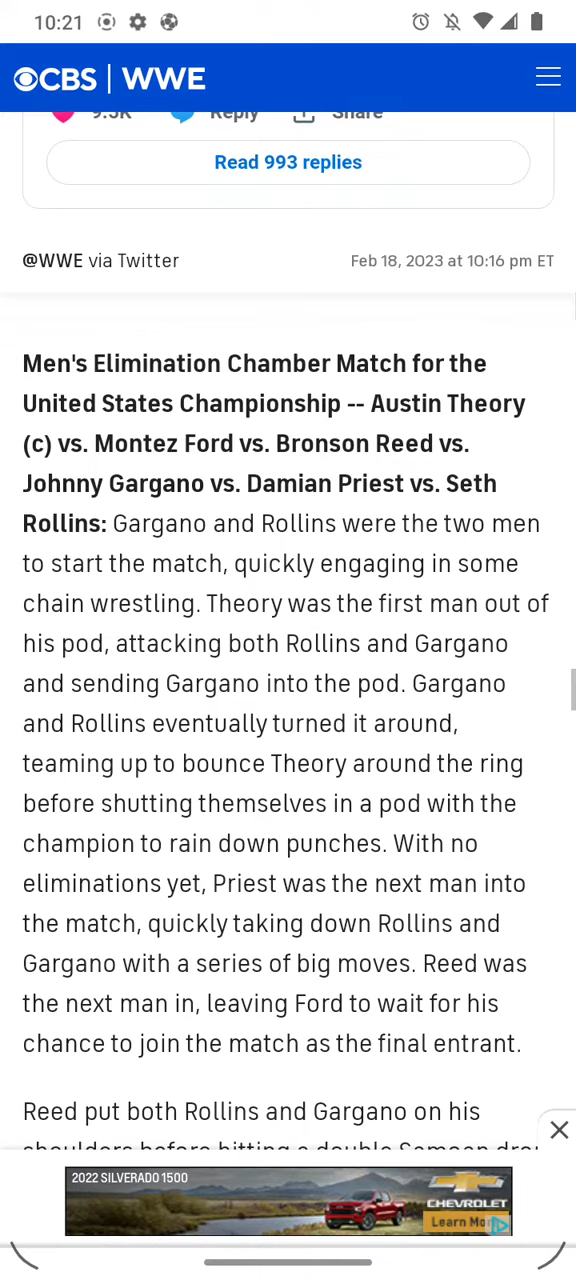 10:21
CBS | WWE
9.5K Reply Share
Read 993 replies
@WWE via Twitter Feb 18, 2023 at 10:16 pm ET
Men's Elimination Chamber Match for the
United States Championship -- Austin Theory
(c) vs. Montez Ford vs. Bronson Reed vs.
Johnny Gargano vs. Damian Priest vs. Seth
Rollins: Gargano and Rollins were the two men
to start the match, quickly engaging in some
chain wrestling. Theory was the first man out of
his pod, attacking both Rollins and Gargano
and sending Gargano into the pod. Gargano
and Rollins eventually turned it around,
teaming up to bounce Theory around the ring
before shutting themselves in a pod with the
champion to rain down punches. With no
eliminations yet, Priest was the next man into
the match, quickly taking down Rollins and
Gargano with a series of big moves. Reed was
the next man in, leaving Ford to wait for his
chance to join the match as the final entrant.
Reed put both Rollins and Gargano on his
shoulders before hitting a double Samoan
2022 SILVERADO 1500
CHEVROLET
Learn